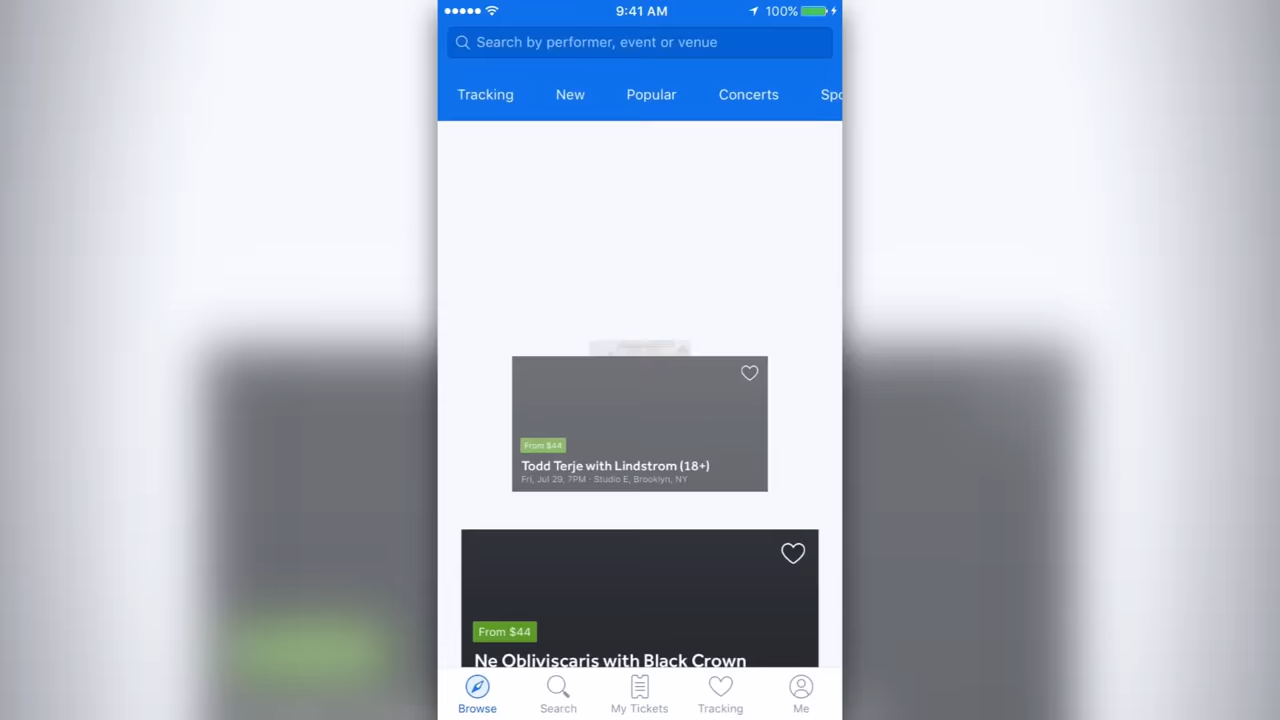 9:41 AM
100%
Search by performer, event or venue
Tracking
New
Popular
Concerts
Spo
From $44
Todd Terje with Lindstrom (18+)
Fri, Jul 29, 7PM · Studio E, Brooklyn, NY
From $44
Ne Obliviscaris with Black Crown
Browse
Search
My Tickets
Tracking
Me